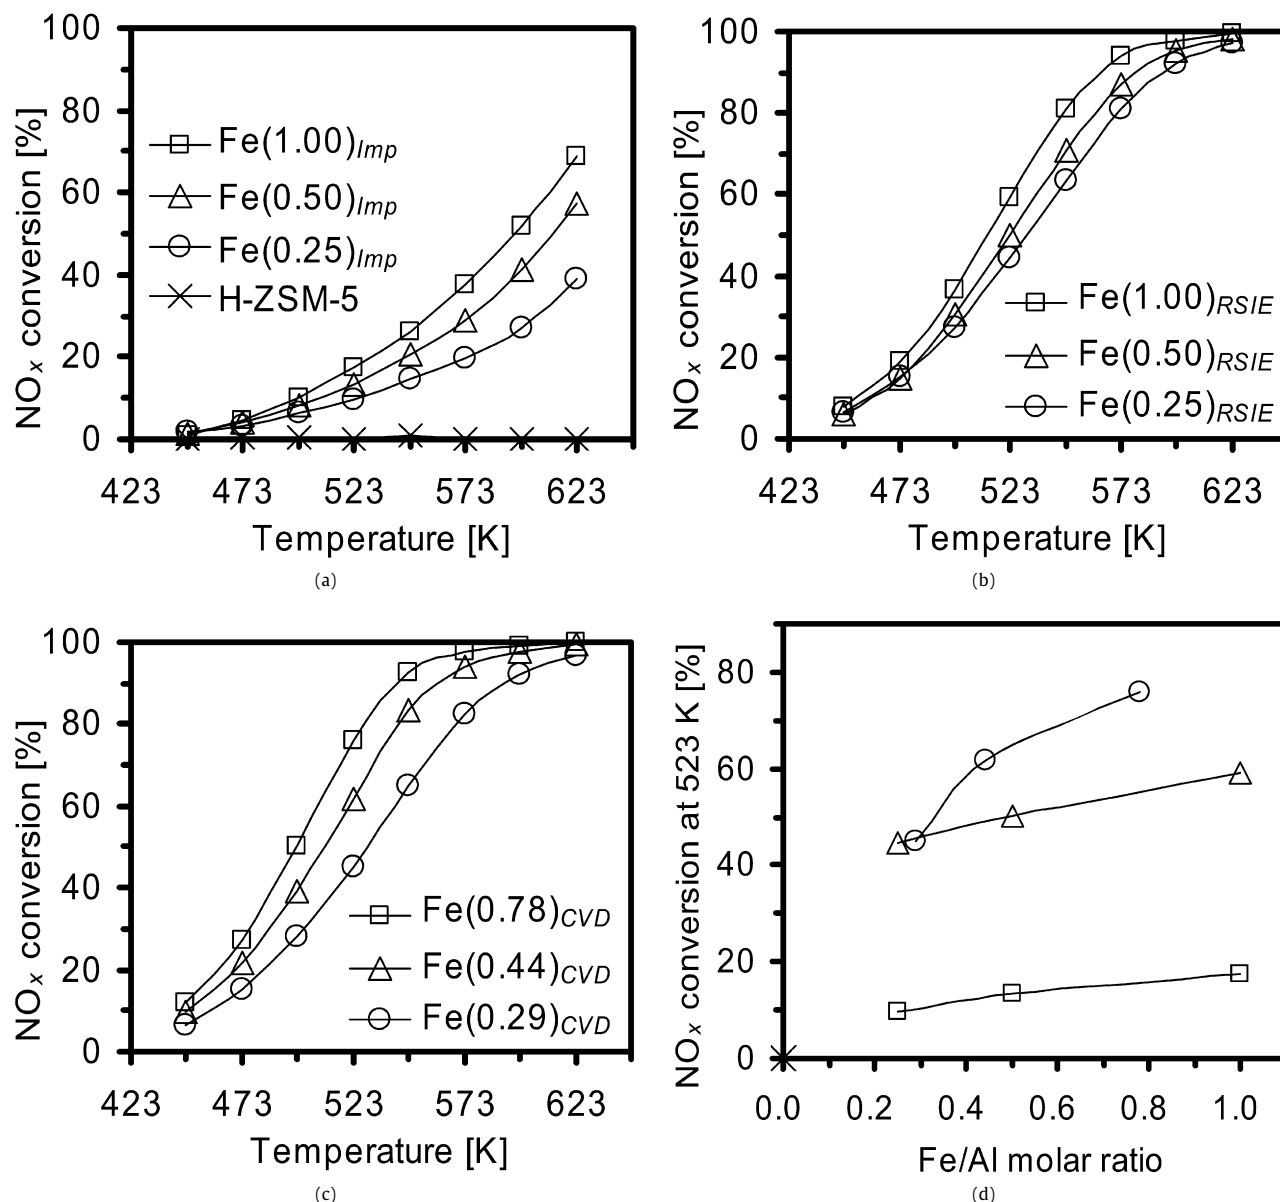 NOx conversion [%]
100
80
60
40
20
0
Fe(1.00)Imp
Fe(0.50)Imp
Fe(0.25)Imp
H-ZSM-5
423 473 523 573 623
Temperature [K]
(a)
NOx conversion [%]
100
80
60
40
20
0
Fe(1.00)RSIE
Fe(0.50)RSIE
Fe(0.25)RSIE
423 473 523 573 623
Temperature [K]
(b)
NOx conversion [%]
100
80
60
40
20
0
Fe(0.78)CVD
Fe(0.44)CVD
Fe(0.29)CVD
423 473 523 573 623
Temperature [K]
(c)
NOx conversion at 523 K [%]
80
60
40
20
0
0.0 0.2 0.4 0.6 0.8 1.0
Fe/Al molar ratio
(d)